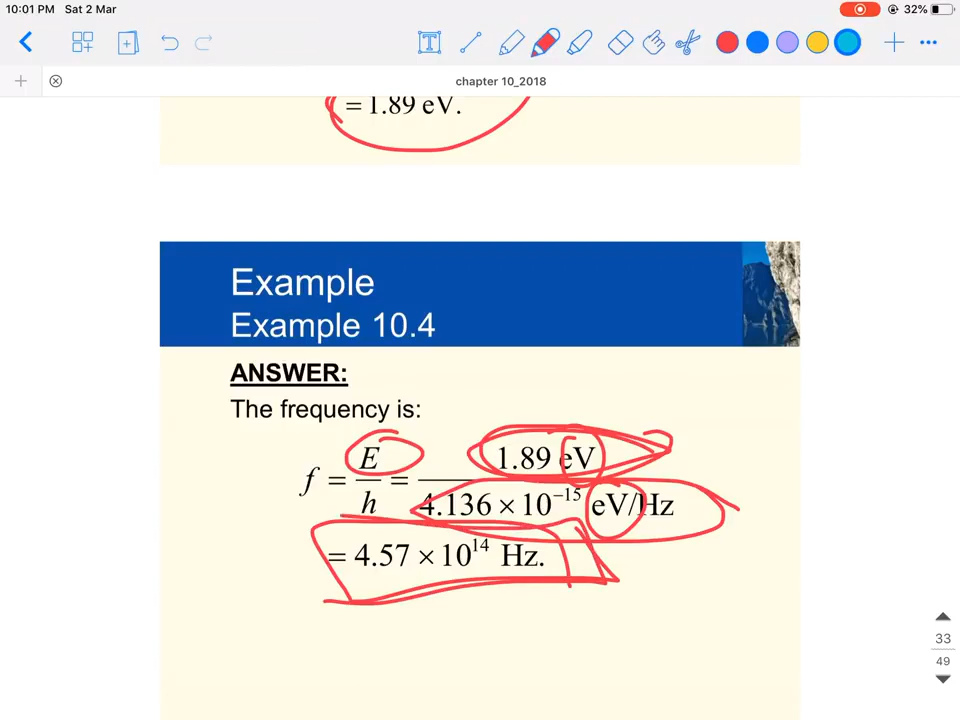 10:01 PM Sat 2 Mar 32%
chapter 10_2018
= 1.89 eV.
Example
Example 10.4
ANSWER:
The frequency is:
f = E/h = 1.89 eV / 4.136 × 10⁻¹⁵ eV/Hz
= 4.57 × 10¹⁴ Hz.
33
49